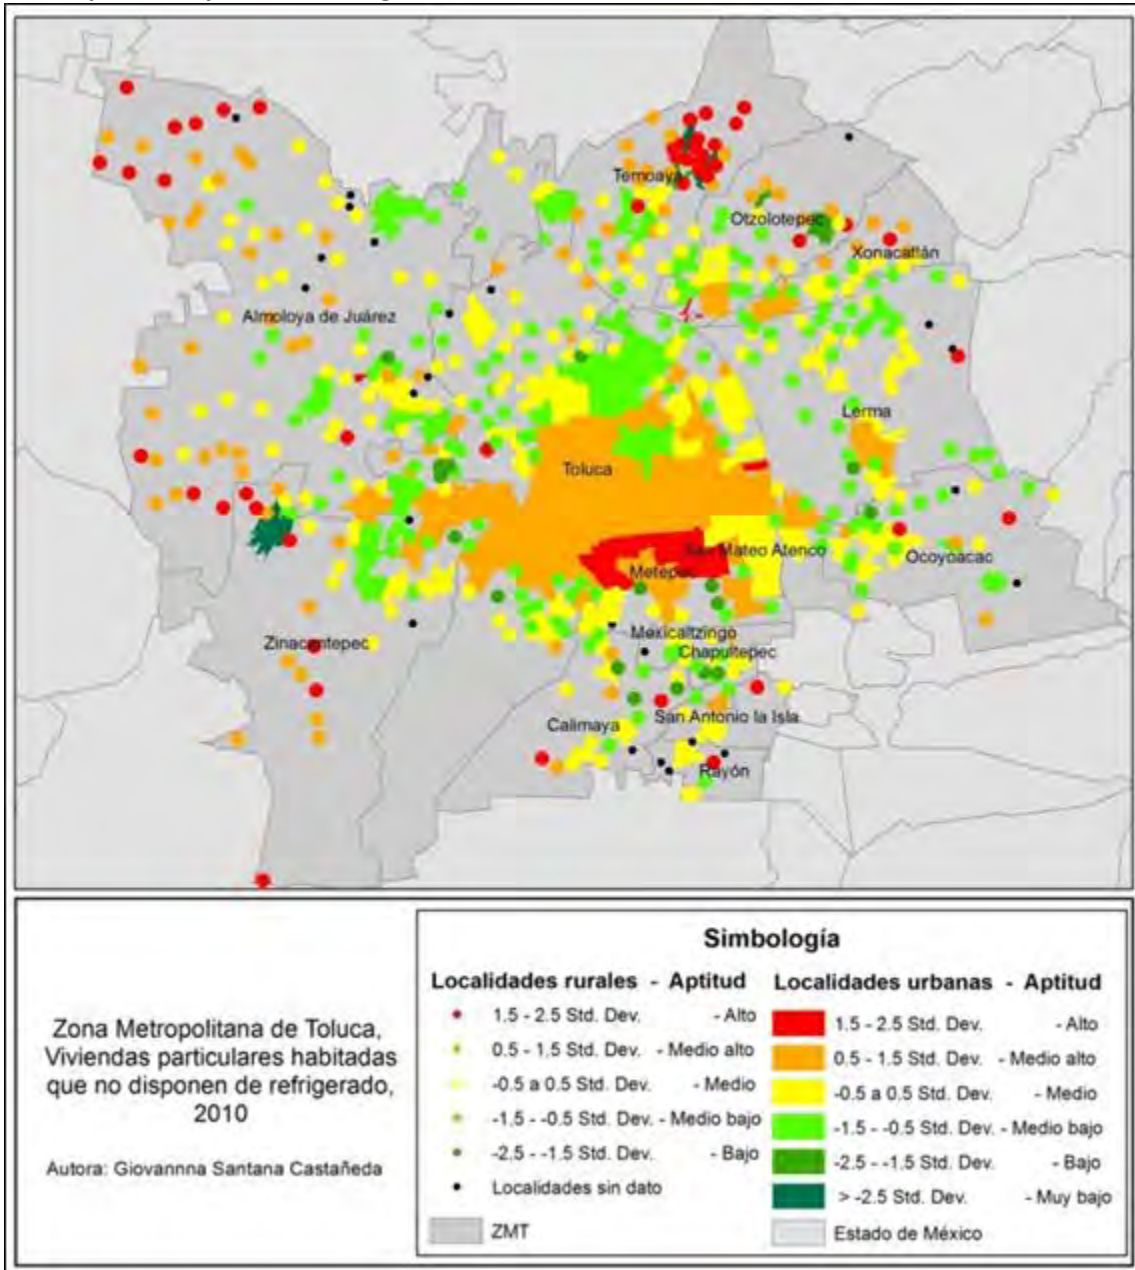 Temoaya
Otzolotepec
Xonacatlán
Almoloya de Juárez
Lerma
Toluca
San Mateo Atenco
Metepec
Ocoyoacac
Zinacantepec
Mexicaltzingo
Chapultepec
Calimaya
San Antonio la Isla
Rayón
Zona Metropolitana de Toluca,
Viviendas particulares habitadas
que no disponen de refrigerado,
2010
Autora: Giovannna Santana Castañeda
Simbología
Localidades rurales - Aptitud
1.5 - 2.5 Std. Dev. - Alto
0.5 - 1.5 Std. Dev. - Medio alto
-0.5 a 0.5 Std. Dev. - Medio
-1.5 - -0.5 Std. Dev. - Medio bajo
-2.5 - -1.5 Std. Dev. - Bajo
Localidades sin dato
ZMT
Localidades urbanas - Aptitud
1.5 - 2.5 Std. Dev. - Alto
0.5 - 1.5 Std. Dev. - Medio alto
-0.5 a 0.5 Std. Dev. - Medio
-1.5 - -0.5 Std. Dev. - Medio bajo
-2.5 - -1.5 Std. Dev. - Bajo
> -2.5 Std. Dev. - Muy bajo
Estado de México